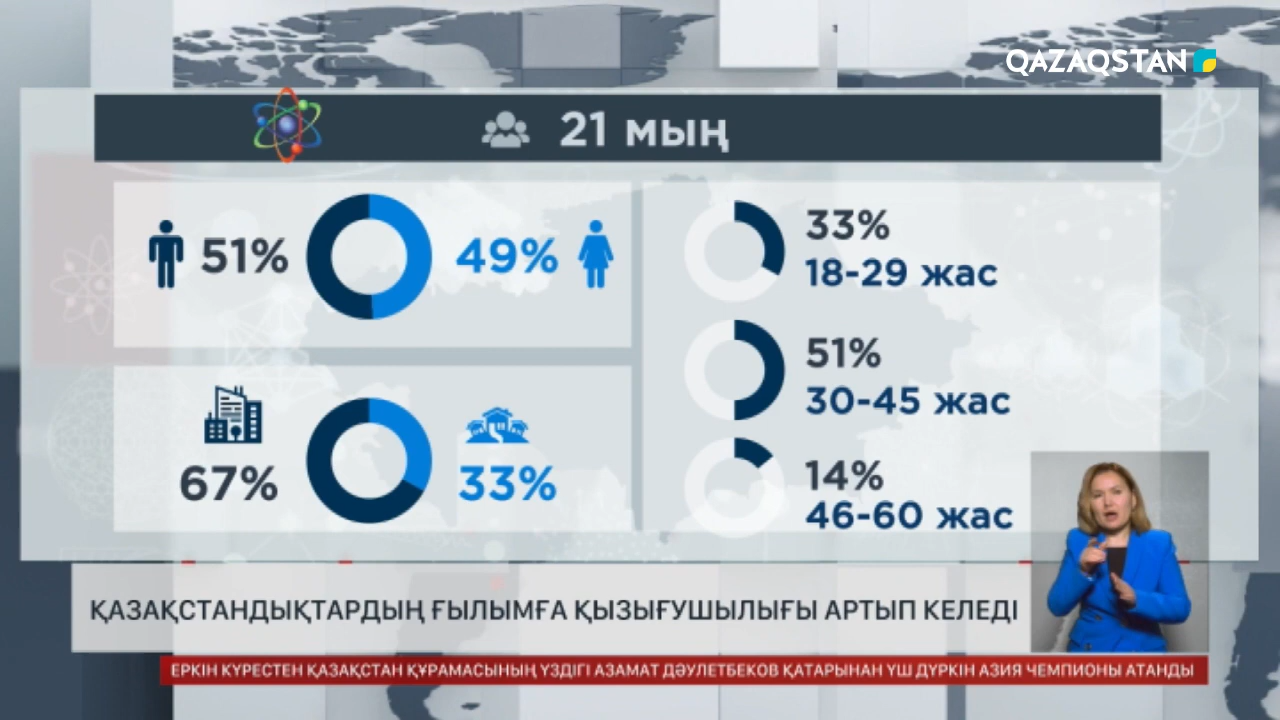 QAZAQSTAN
21 мың
51%
49%
67%
33%
33%
18-29 жас
51%
30-45 жас
14%
46-60 жас
ҚАЗАҚСТАНДЫҚТАРДЫҢ ҒЫЛЫМҒА ҚЫЗЫҒУШЫЛЫҒЫ АРТЫП КЕЛЕДІ
ЕРКІН КҮРЕСТЕН ҚАЗАҚСТАН ҚҰРАМАСЫНЫҢ ҮЗДІГІ АЗАМАТ ДӘУЛЕТБЕКОВ ҚАТАРЫНАН ҮШ ДҮРКІН АЗИЯ ЧЕМПИОНЫ АТАНДЫ